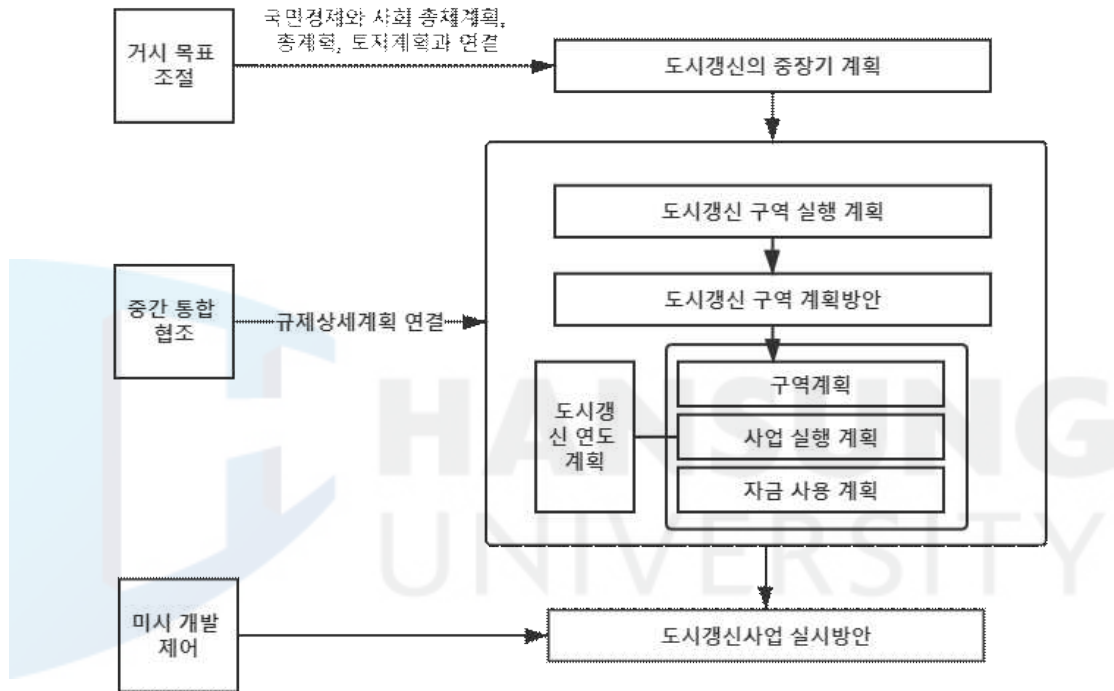 국민경제와 사회 총체계획,
총계획, 토지계획과 연결
거시 목표
조절
도시갱신의 중장기 계획
도시갱신 구역 실행 계획
중간 통합
협조
규제상세계획 연결
도시갱신 구역 계획방안
도시갱
신 연도
계획
구역계획
사업 실행 계획
자금 사용 계획
HANSUNG
UNIVERSITY
미시 개발
제어
도시갱신사업 실시방안